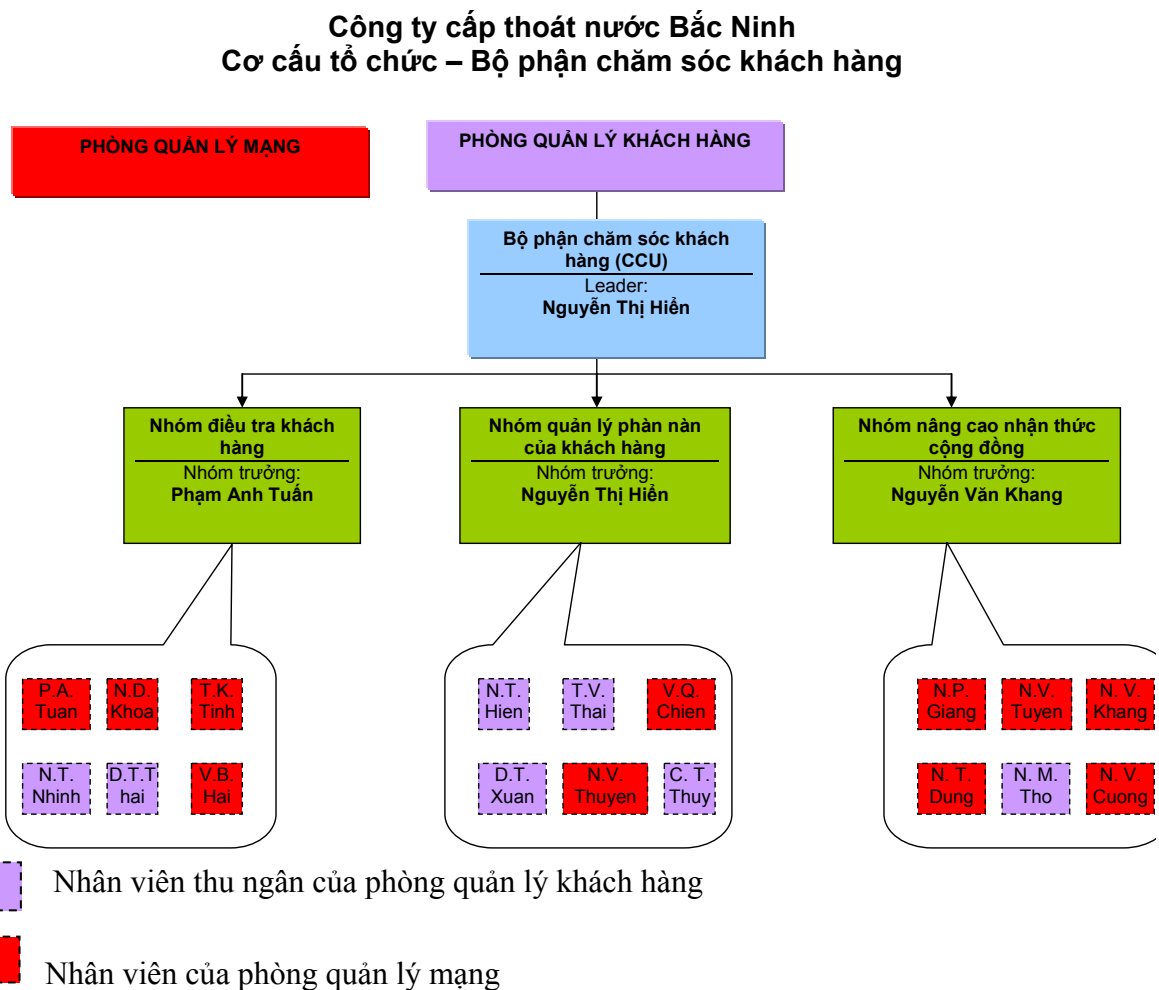 Công ty cấp thoát nước Bắc Ninh
Cơ cấu tổ chức – Bộ phận chăm sóc khách hàng
PHÒNG QUẢN LÝ MẠNG
PHÒNG QUẢN LÝ KHÁCH HÀNG
Bộ phận chăm sóc khách
hàng (CCU)
Leader:
Nguyễn Thị Hiển
Nhóm điều tra khách
hàng
Nhóm trưởng:
Phạm Anh Tuấn
Nhóm quản lý phàn nàn
của khách hàng
Nhóm trưởng:
Nguyễn Thị Hiển
Nhóm nâng cao nhận thức
cộng đồng
Nhóm trưởng:
Nguyễn Văn Khang
P.A.
Tuan
N.D.
Khoa
T.K.
Tinh
N.T.
Nhinh
D.T.T
hai
V.B.
Hai
N.T.
Hien
T.V.
Thai
V.Q.
Chien
D.T.
Xuan
N.V.
Thuyen
C. T.
Thuy
N.P.
Giang
N.V.
Tuyen
N. V.
Khang
N. T.
Dung
N. M.
Tho
N. V.
Cuong
Nhân viên thu ngân của phòng quản lý khách hàng
Nhân viên của phòng quản lý mạng